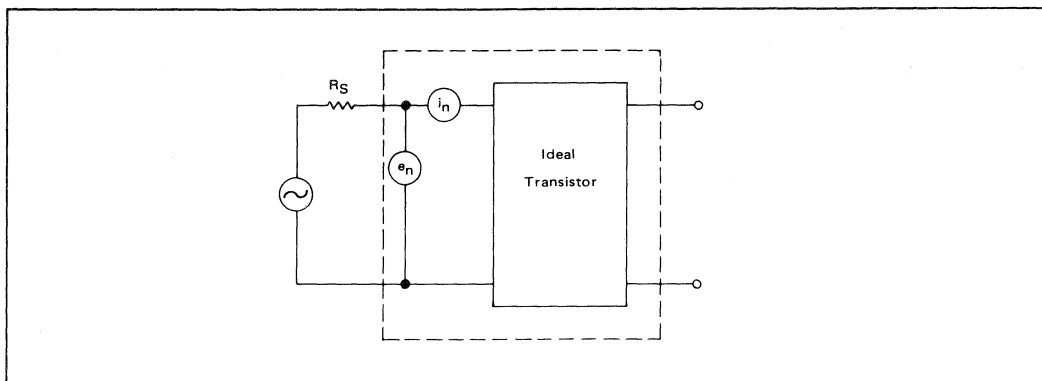 R_S
i_n
e_n
Ideal
Transistor